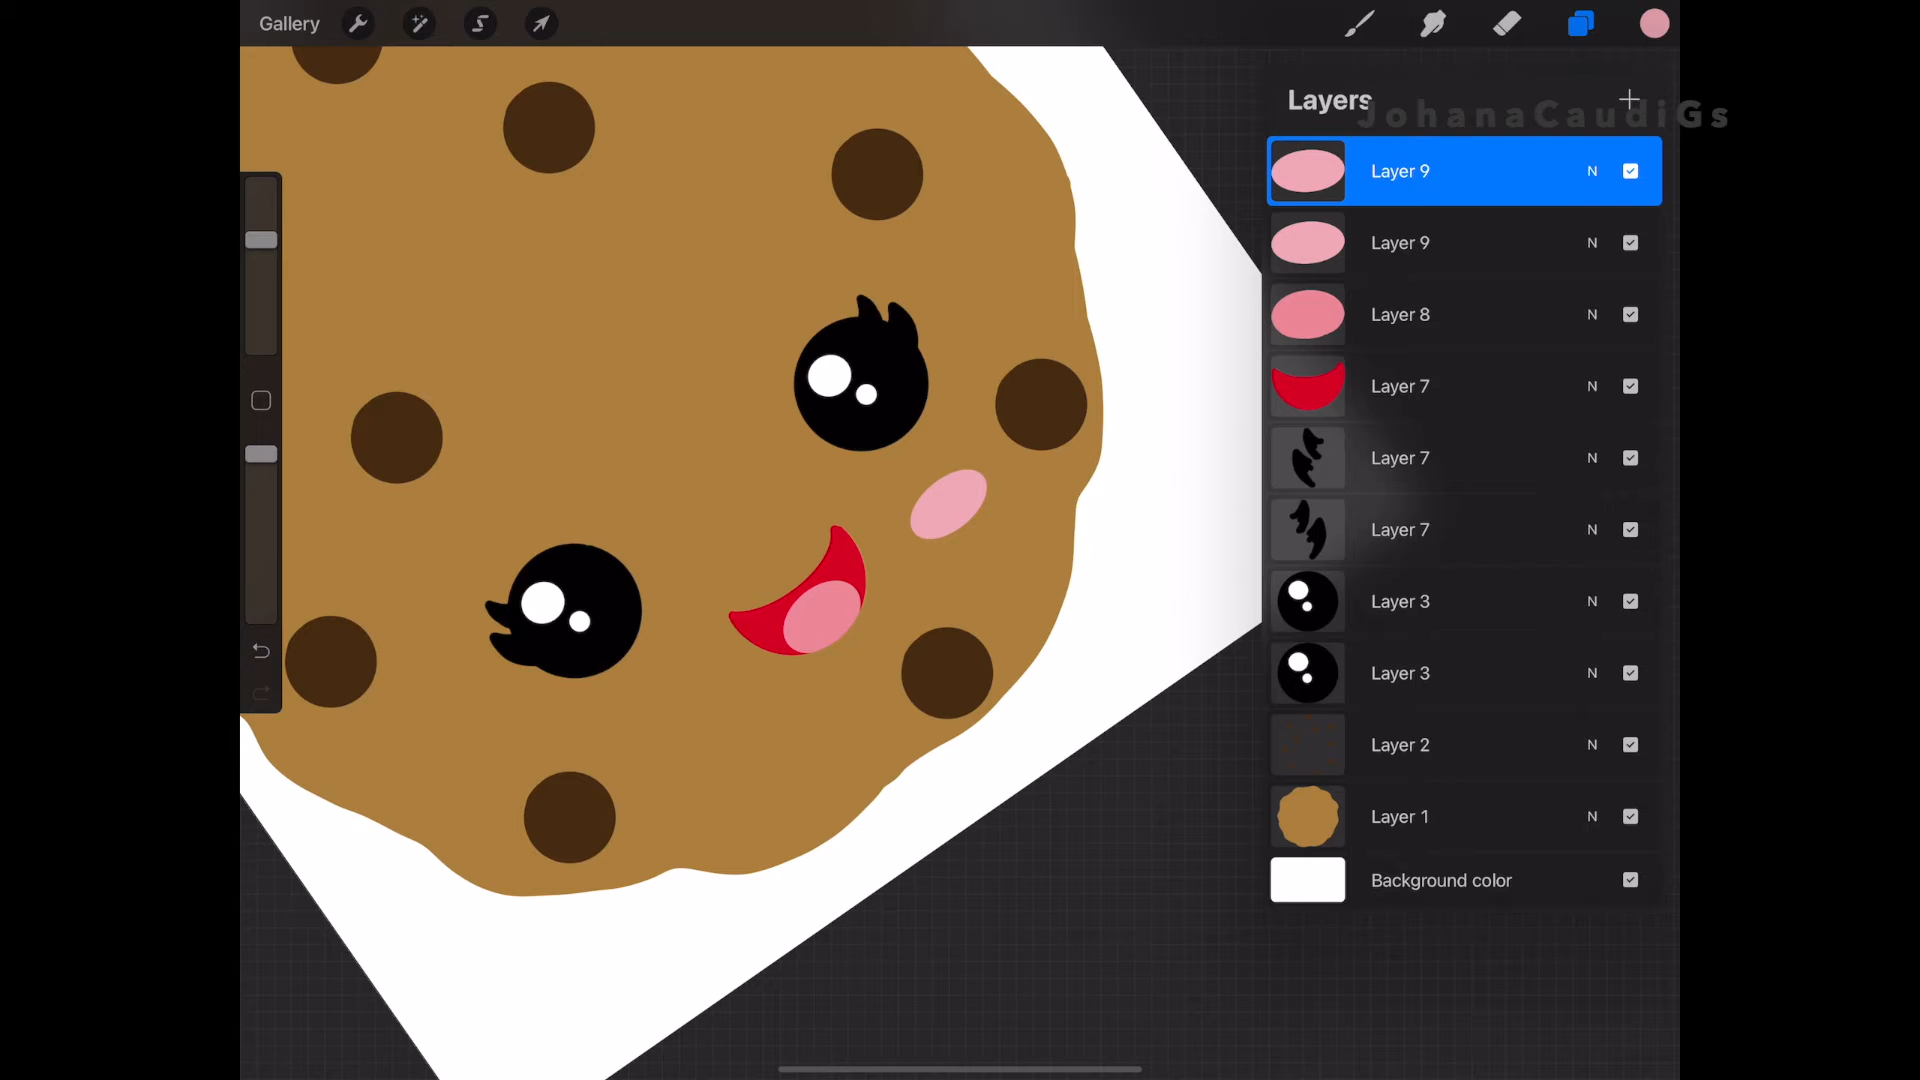 Gallery
Layers
JohanaCaudiGs
Layer 9 N
Layer 9 N
Layer 8 N
Layer 7 N
Layer 7 N
Layer 7 N
Layer 3 N
Layer 3 N
Layer 2 N
Layer 1 N
Background color